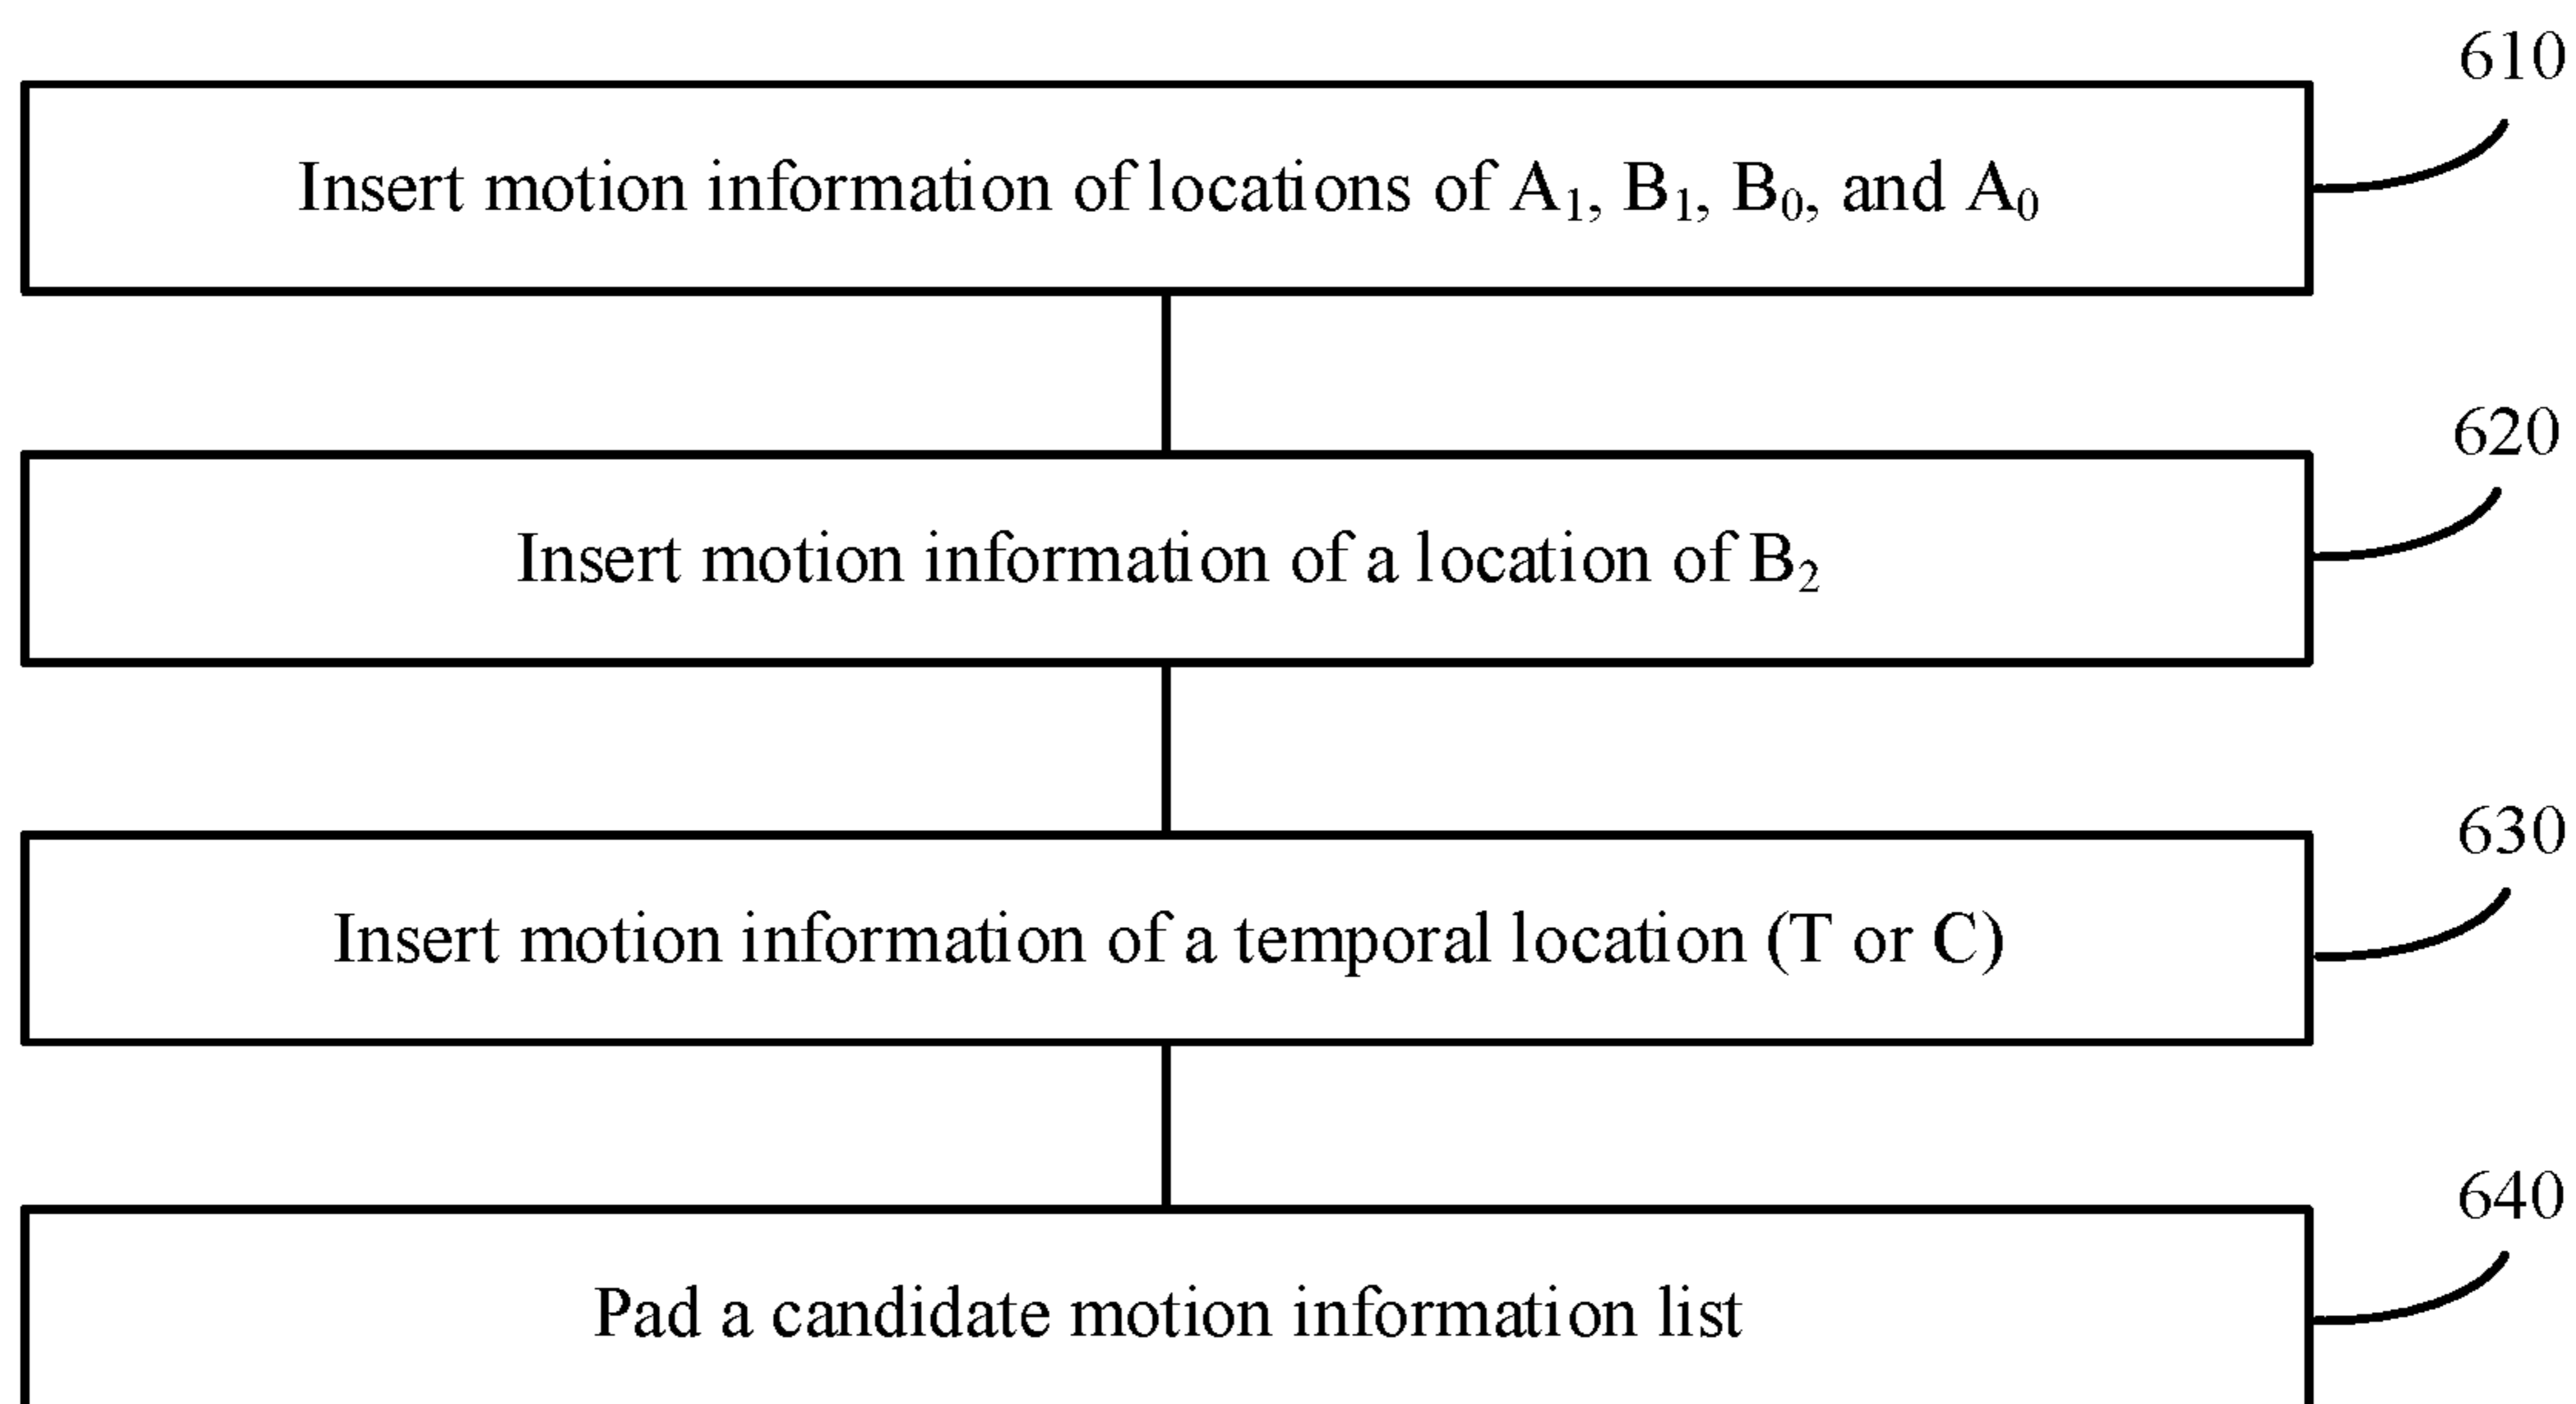 610
Insert motion information of locations of A₁, B₁, B₀, and A₀
620
Insert motion information of a location of B₂
630
Insert motion information of a temporal location (T or C)
640
Pad a candidate motion information list